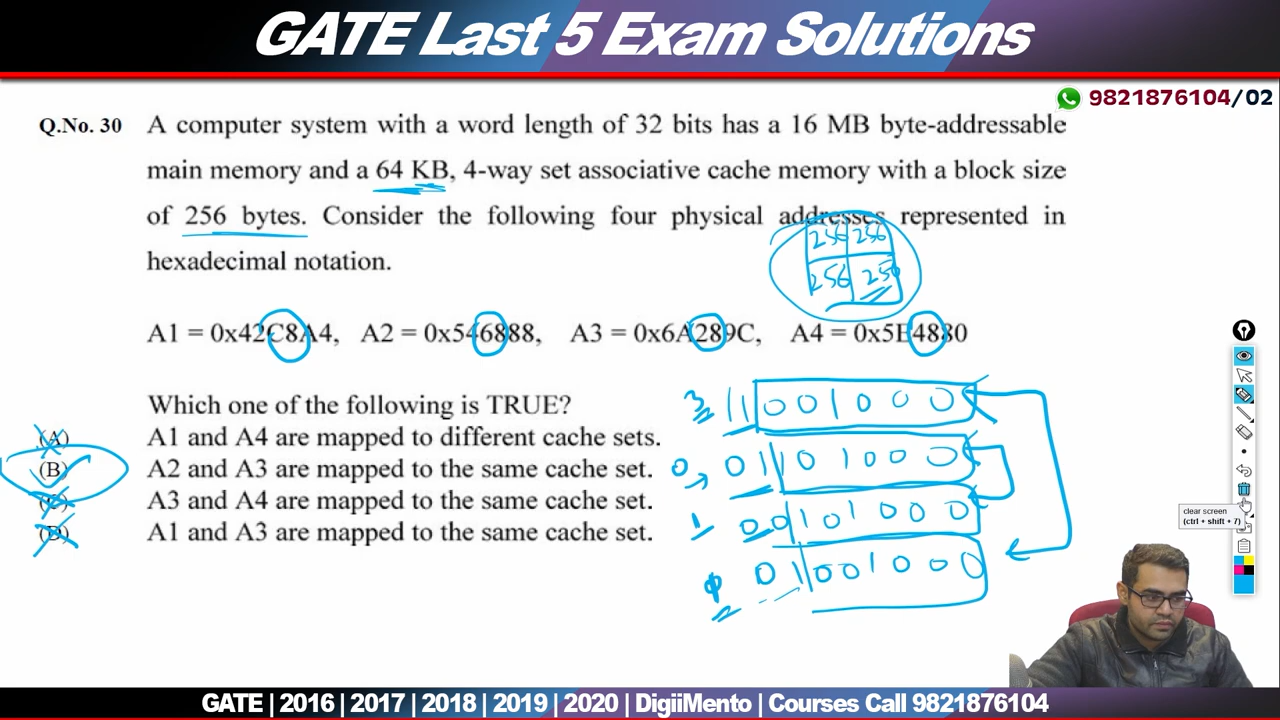 GATE Last 5 Exam Solutions
9821876104/02
Q.No. 30 A computer system with a word length of 32 bits has a 16 MB byte-addressable
main memory and a 64 KB, 4-way set associative cache memory with a block size
of 256 bytes. Consider the following four physical addresses represented in
hexadecimal notation.
256 256
256 256
A1 = 0x42C8A4, A2 = 0x546888, A3 = 0x6A289C, A4 = 0x5E4880
Which one of the following is TRUE?
(A) A1 and A4 are mapped to different cache sets.
(B) A2 and A3 are mapped to the same cache set.
(C) A3 and A4 are mapped to the same cache set.
(D) A1 and A3 are mapped to the same cache set.
3 11 001000
0 01 101000
1 00 101000
01 001000
clear screen
(ctrl + shift + 7)
GATE | 2016 | 2017 | 2018 | 2019 | 2020 | DigiiMento | Courses Call 9821876104